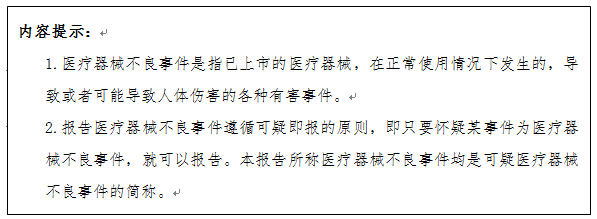 内容提示：
1.医疗器械不良事件是指已上市的医疗器械，在正常使用情况下发生的，导
致或者可能导致人体伤害的各种有害事件。
2.报告医疗器械不良事件遵循可疑即报的原则，即只要怀疑某事件为医疗器
械不良事件，就可以报告。本报告所称医疗器械不良事件均是可疑医疗器械
不良事件的简称。